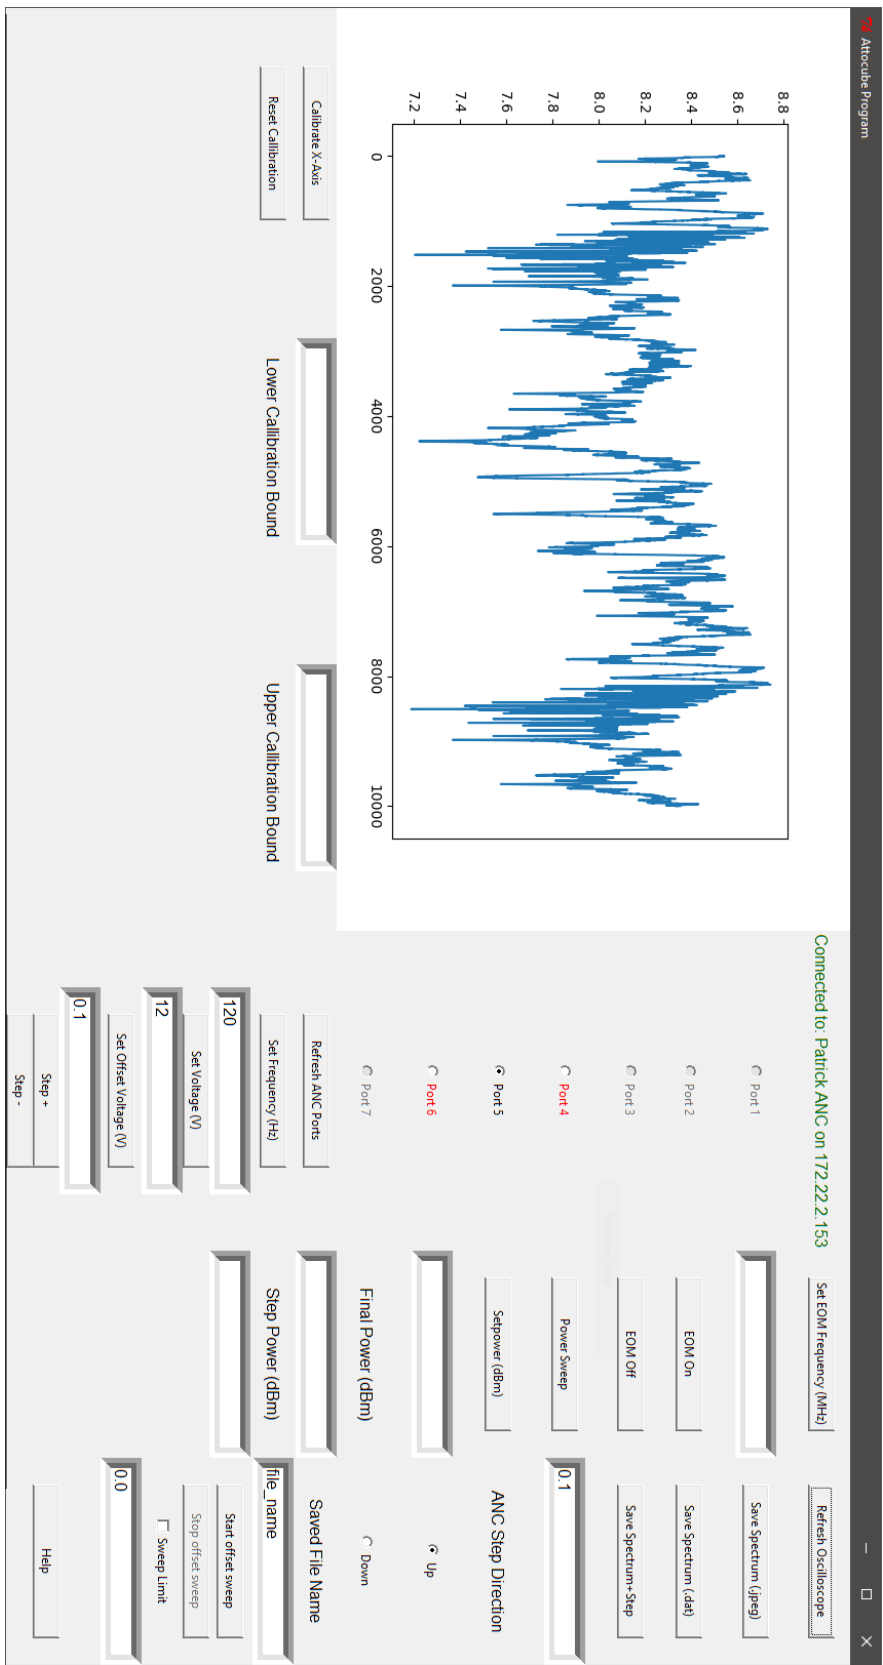 Attocube Program
8.8
8.6
8.4
8.2
8.0
7.8
7.6
7.4
7.2
0
2000
4000
6000
8000
10000
Calibrate X-Axis
Reset Callibration
Lower Callibration Bound
Upper Callibration Bound
Connected to: Patrick ANC on 172.22.2.153
Port 1
Port 2
Port 3
Port 4
Port 5
Port 6
Port 7
Refresh ANC Ports
Set Frequency (Hz)
120
Set Voltage (V)
12
Set Offset Voltage (V)
0.1
Step +
Step -
Set EOM Frequency (MHz)
EOM On
EOM Off
Power Sweep
Setpower (dBm)
Final Power (dBm)
Step Power (dBm)
Refresh Oscilloscope
Save Spectrum (.jpeg)
Save Spectrum (.dat)
Save Spectrum+Step
0.1
ANC Step Direction
Up
Down
Saved File Name
file_name
Start offset sweep
Stop offset sweep
Sweep Limit
0.0
Help